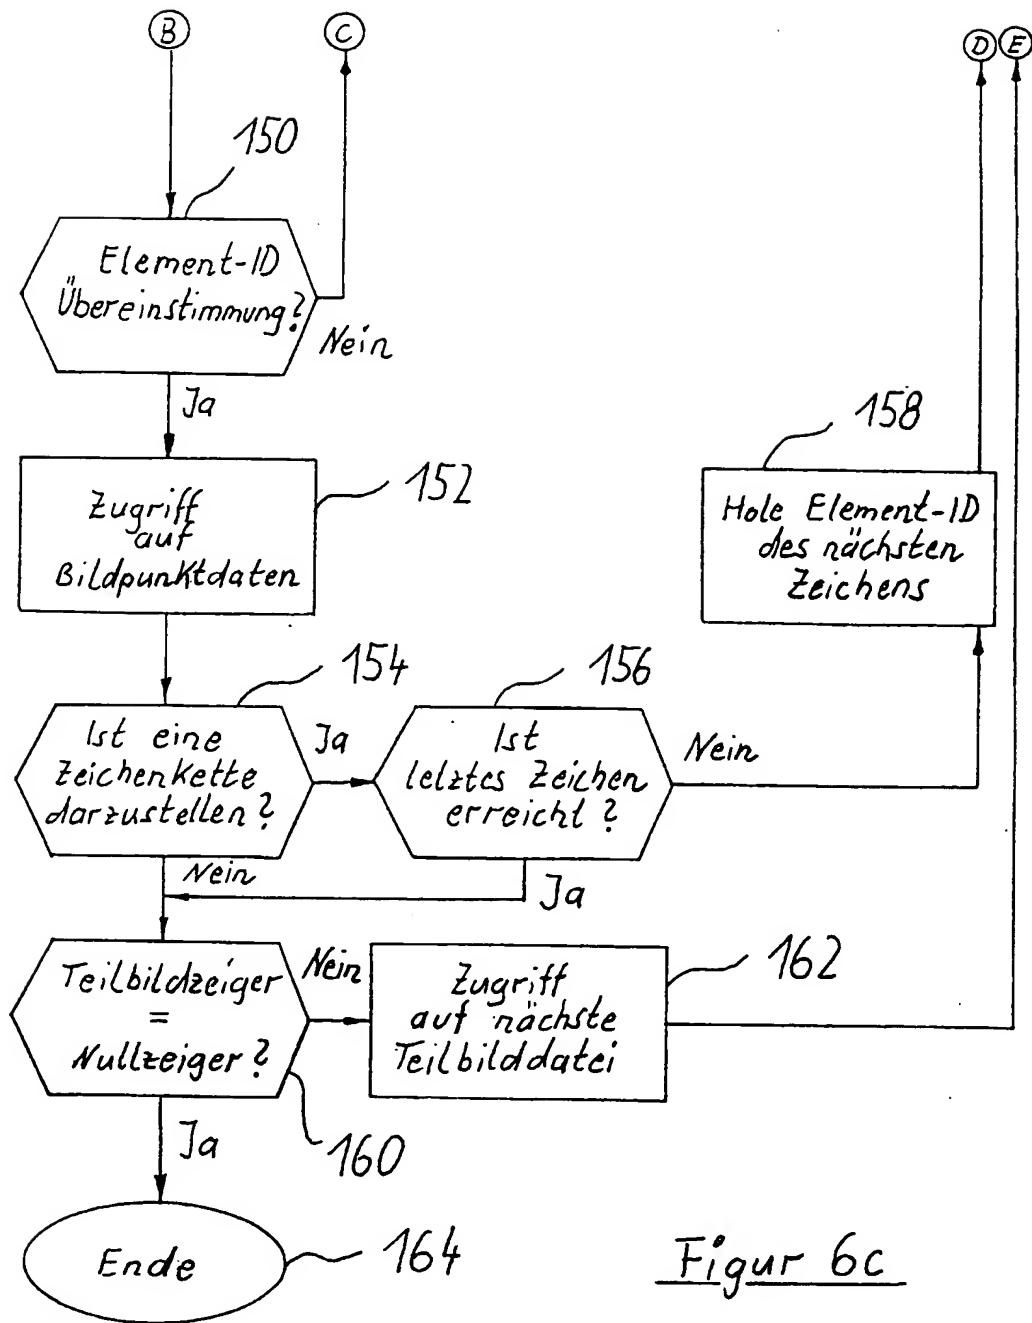 B
C
D E
150
Element-ID
Übereinstimmung?
Nein
Ja
152
Zugriff
auf
Bildpunktdaten
158
Hole Element-ID
des nächsten
Zeichens
154
Ist eine
Zeichenkette
darzustellen?
Ja
Nein
156
Ist
letztes Zeichen
erreicht?
Nein
Ja
Teilbildzeiger
=
Nullzeiger?
Nein
160
Ja
162
Zugriff
auf nächste
Teilbilddatei
Ende
164
Figur 6c